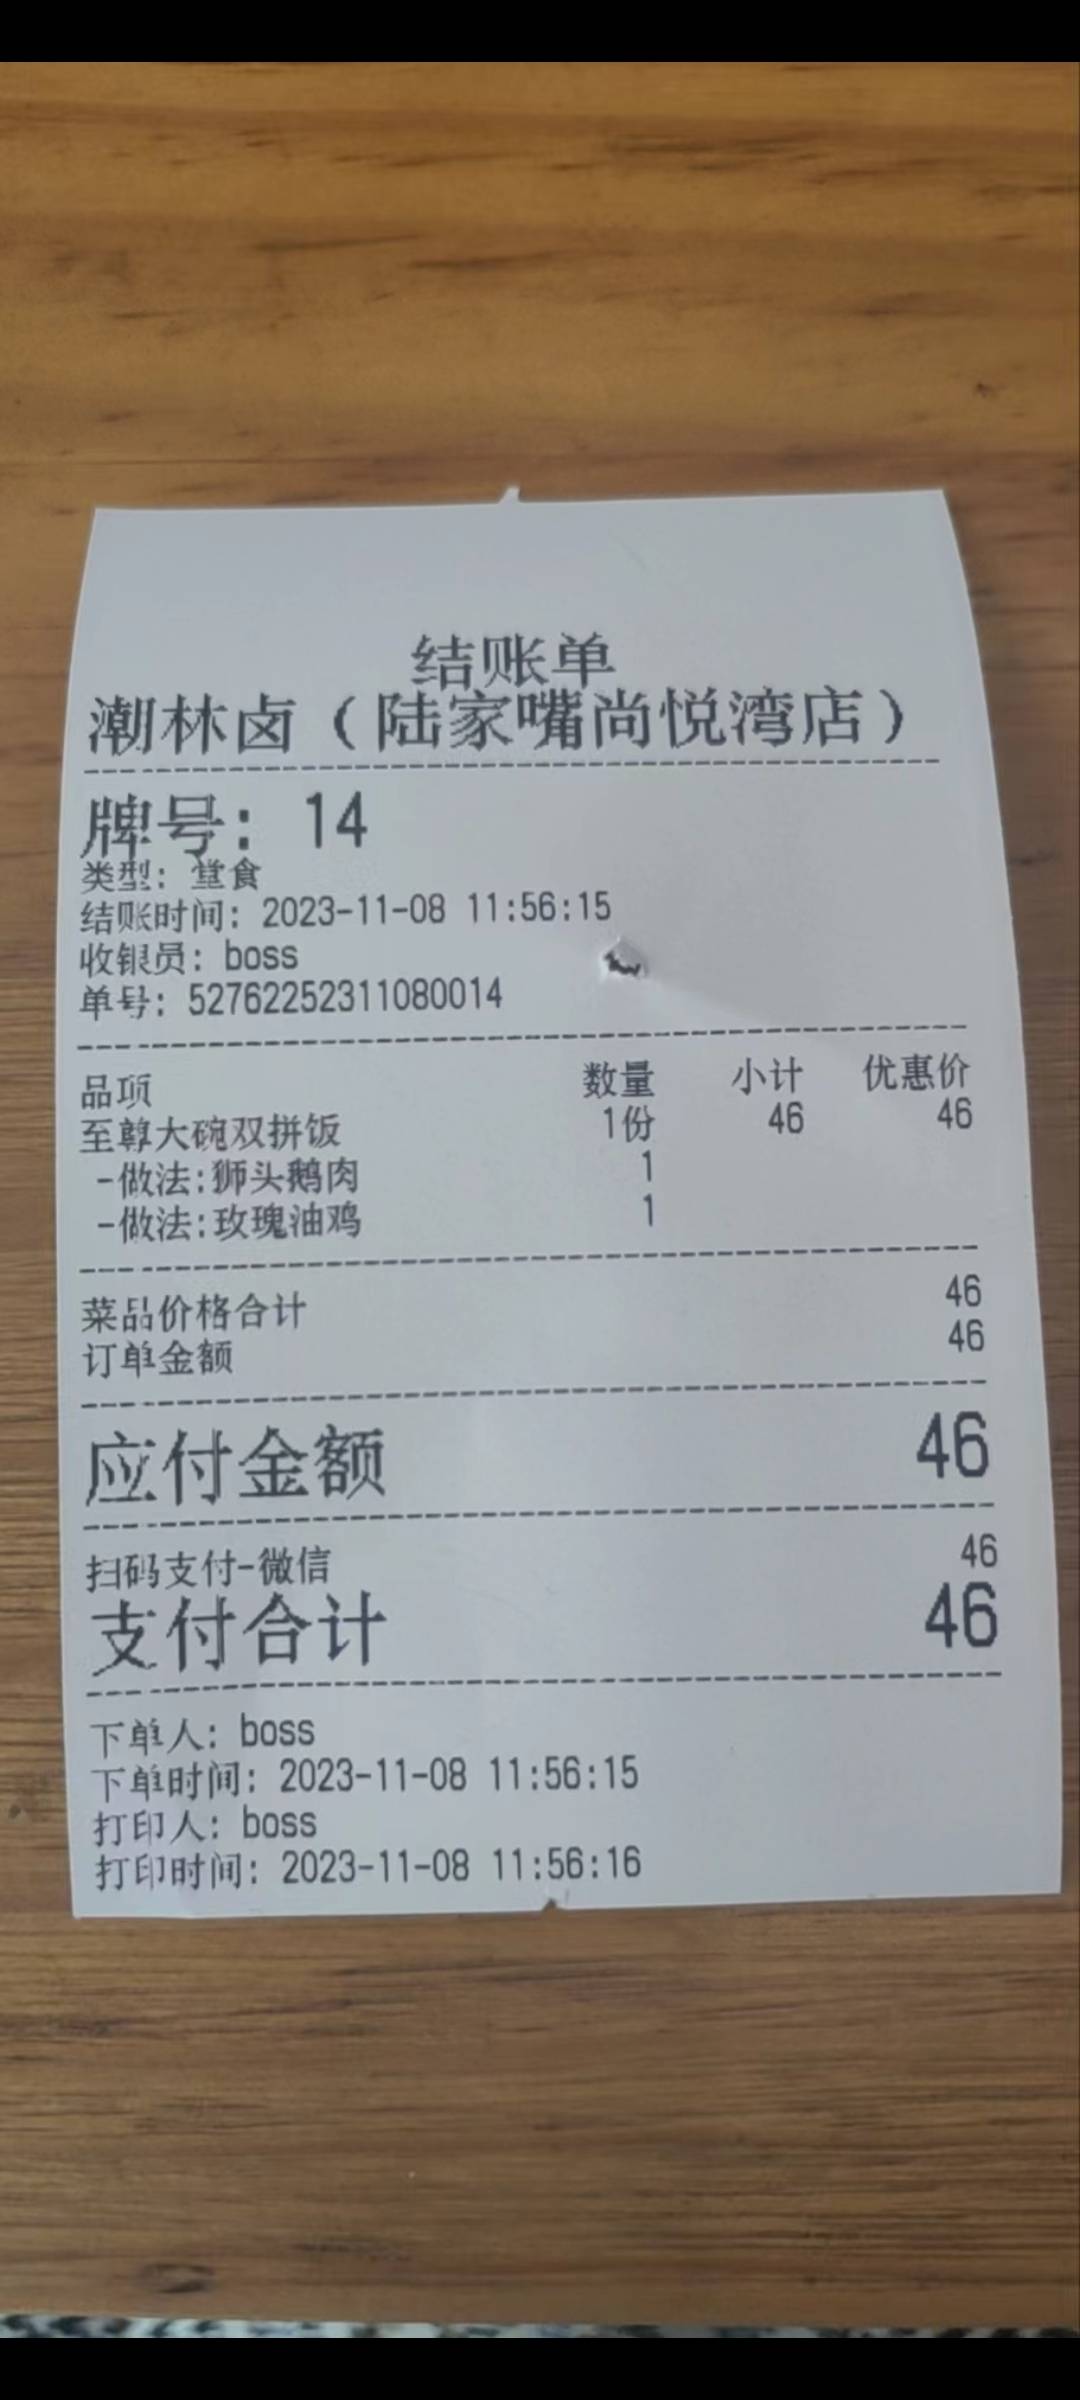 结账单
潮林卤（陆家嘴尚悦湾店）
牌号: 14
类型: 堂食
结账时间: 2023-11-08 11:56:15
收银员: boss
单号: 52762252311080014
品项 数量 小计 优惠价
至尊大碗双拼饭 1份 46 46
-做法:狮头鹅肉 1
-做法:玫瑰油鸡 1
菜品价格合计 46
订单金额 46
应付金额 46
扫码支付-微信 46
支付合计 46
下单人: boss
下单时间: 2023-11-08 11:56:15
打印人: boss
打印时间: 2023-11-08 11:56:16